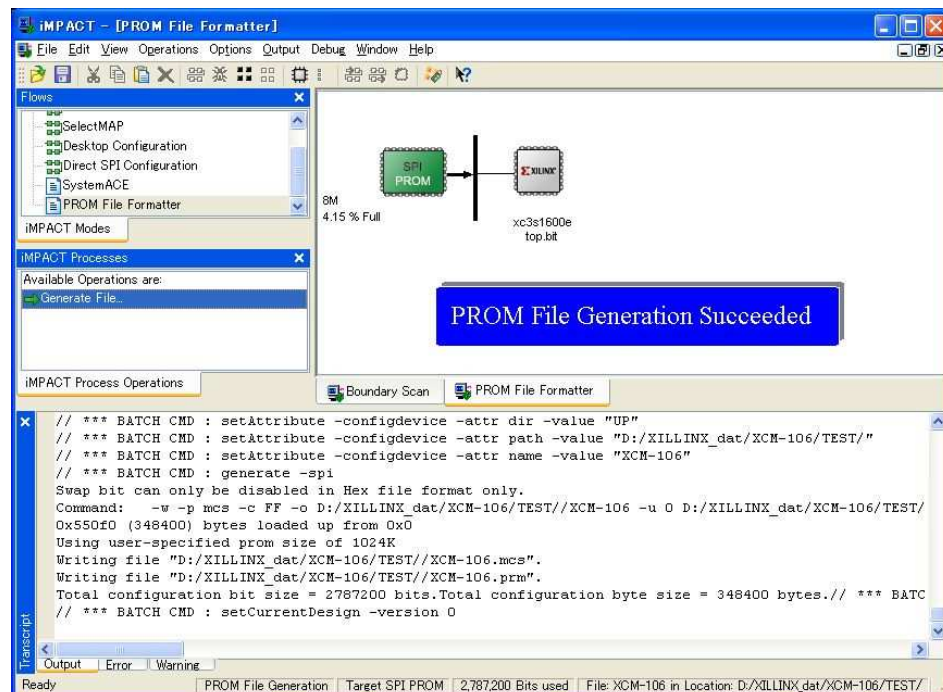 iMPACT - [PROM File Formatter]
File Edit View Operations Options Output Debug Window Help
Flows
SelectMAP
Desktop Configuration
Direct SPI Configuration
SystemACE
PROM File Formatter
iMPACT Modes
iMPACT Processes
Available Operations are:
Generate File...
iMPACT Process Operations
SPI
PROM
8M
4.15 % Full
XILINX
xc3s1600e
top.bit
PROM File Generation Succeeded
Boundary Scan
PROM File Formatter
// *** BATCH CMD : setAttribute -configdevice -attr dir -value "UP"
// *** BATCH CMD : setAttribute -configdevice -attr path -value "D:/XILLINX_dat/XCM-106/TEST/"
// *** BATCH CMD : setAttribute -configdevice -attr name -value "XCM-106"
// *** BATCH CMD : generate -spi
Swap bit can only be disabled in Hex file format only.
Command: -w -p mcs -c FF -o D:/XILLINX_dat/XCM-106/TEST//XCM-106 -u 0 D:/XILLINX_dat/XCM-106/TEST/
0x550f0 (348400) bytes loaded up from 0x0
Using user-specified prom size of 1024K
Writing file "D:/XILLINX_dat/XCM-106/TEST//XCM-106.mcs".
Writing file "D:/XILLINX_dat/XCM-106/TEST//XCM-106.prm".
Total configuration bit size = 2787200 bits.Total configuration byte size = 348400 bytes.// *** BATC
// *** BATCH CMD : setCurrentDesign -version 0
Transcript
Output Error Warning
Ready
PROM File Generation
Target SPI PROM
2,787,200 Bits used
File: XCM-106 in Location: D:/XILLINX_dat/XCM-106/TEST/